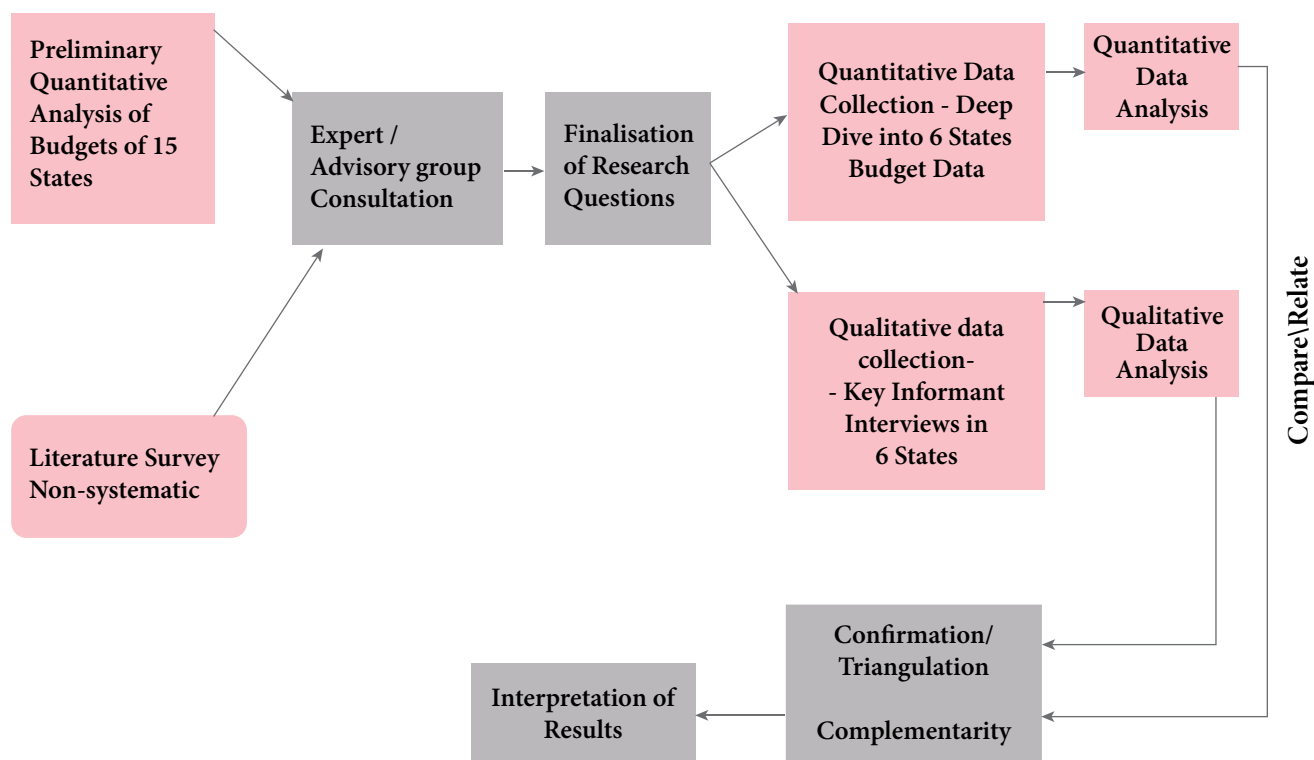 Preliminary
Quantitative
Analysis of
Budgets of 15
States
Expert /
Advisory group
Consultation
Finalisation
of Research
Questions
Quantitative Data
Collection - Deep
Dive into 6 States
Budget Data
Quantitative
Data
Analysis
Literature Survey
Non-systematic
Qualitative data
collection-
- Key Informant
Interviews in
6 States
Qualitative
Data
Analysis
Compare\Relate
Confirmation/
Triangulation
Complementarity
Interpretation of
Results